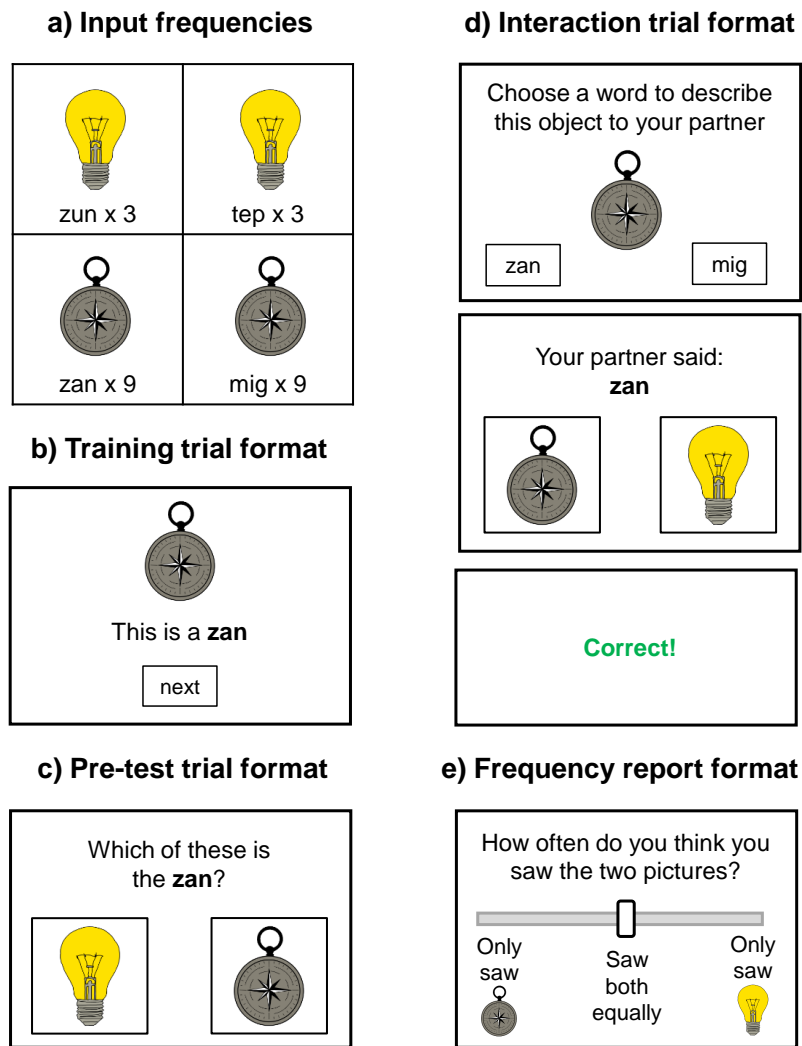 a) Input frequencies
zun x 3
tep x 3
zan x 9
mig x 9
b) Training trial format
This is a zan
next
c) Pre-test trial format
Which of these is
the zan?
d) Interaction trial format
Choose a word to describe
this object to your partner
zan
mig
Your partner said:
zan
Correct!
e) Frequency report format
How often do you think you
saw the two pictures?
Only
saw
Saw
both
equally
Only
saw